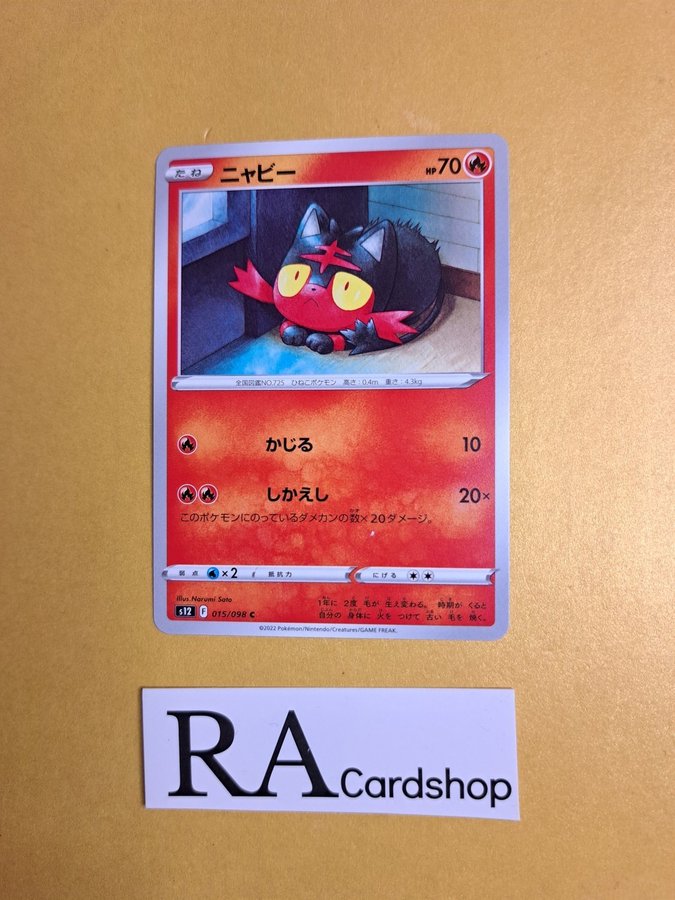 たね ニャビー HP70
全国図鑑NO.725 ひねこポケモン 高さ:0.4m 重さ:4.3kg
かじる 10
しかえし 20×
このポケモンにのっているダメカンの数×20ダメージ。
弱点 ×2 抵抗力 にげる
Illus. Narumi Sato
s12 F 015/098 C
1年に 2度 毛が 生え変わる。 時期が くると
自分の 身体に 火を つけて 古い 毛を 焼く。
©2022 Pokémon/Nintendo/Creatures/GAME FREAK.
RA Cardshop